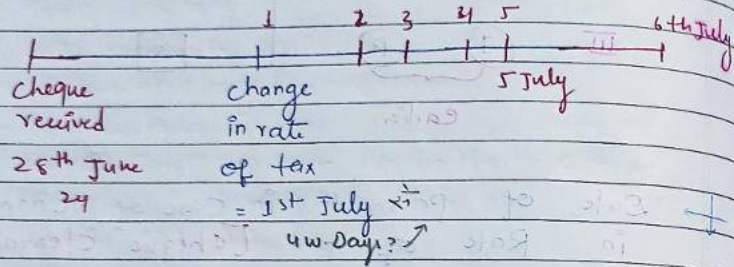 1 2 3 4 5 6th July
cheque change 5 July
received in rate
28th June of tax
24 = 1st July से
4 w. Days?